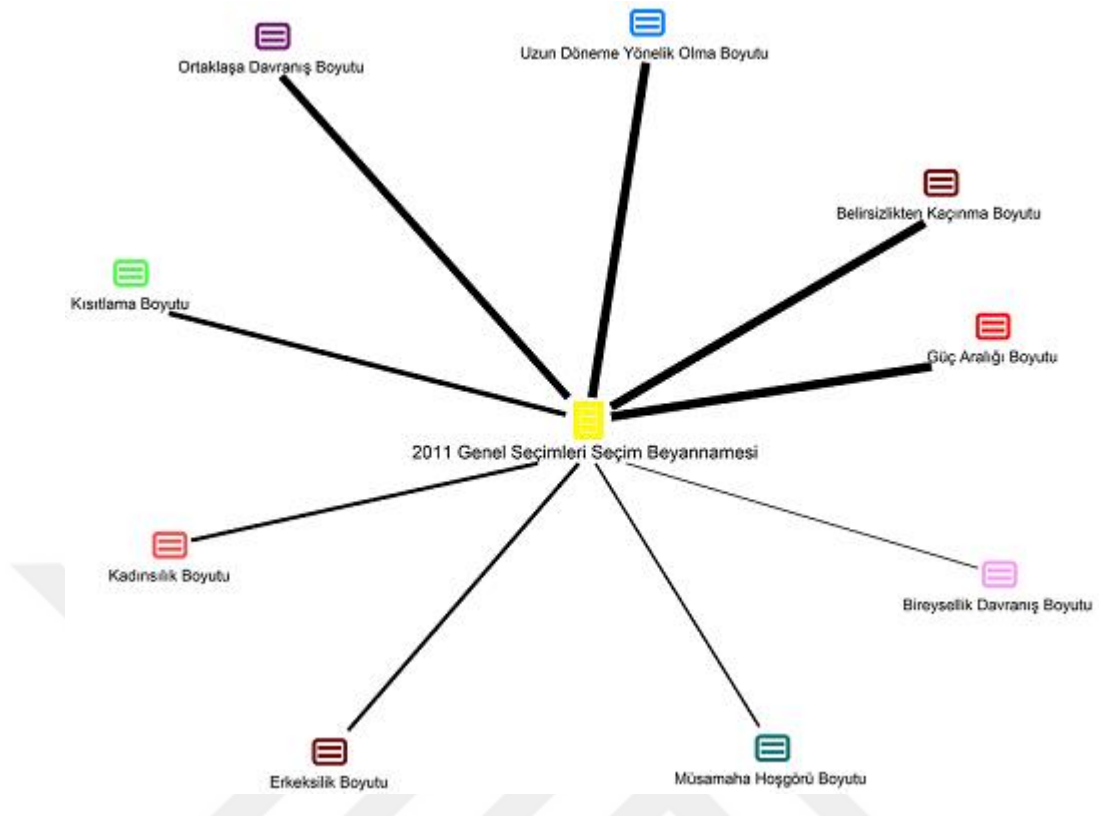 Uzun Döneme Yönelik Olma Boyutu
Ortaklaşa Davranış Boyutu
Belirsizlikten Kaçınma Boyutu
Kısıtlama Boyutu
Güç Aralığı Boyutu
2011 Genel Seçimleri Seçim Beyannamesi
Kadınsılık Boyutu
Bireysellik Davranış Boyutu
Müsamaha Hoşgörü Boyutu
Erkeksilik Boyutu